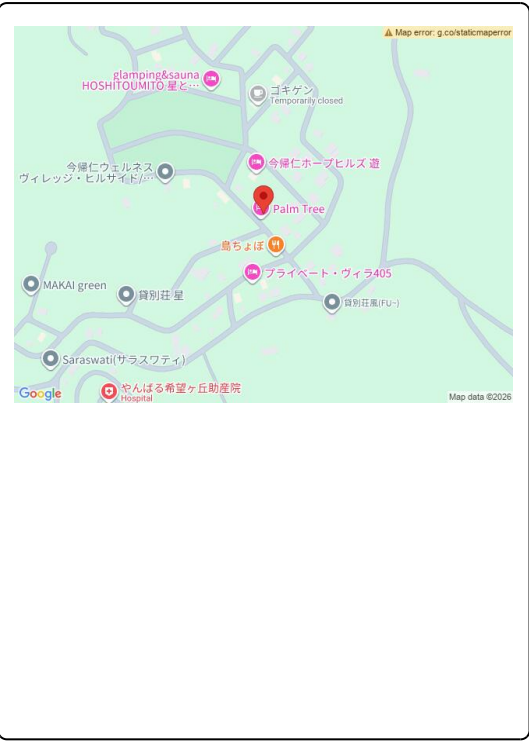 Map error: g.co/staticmaperror
glamping&sauna
HOSHITOUMITO 星と…
ゴキゲン
Temporarily closed
今帰仁ホープヒルズ 遊
今帰仁ウェルネス
ヴィレッジ・ヒルサイド/…
Palm Tree
島ちょぼ
プライベート・ヴィラ405
MAKAI green
貸別荘 星
貸別荘風(FU~)
Saraswati(サラスワティ)
やんばる希望ヶ丘助産院
Hospital
Google
Map data ©2026